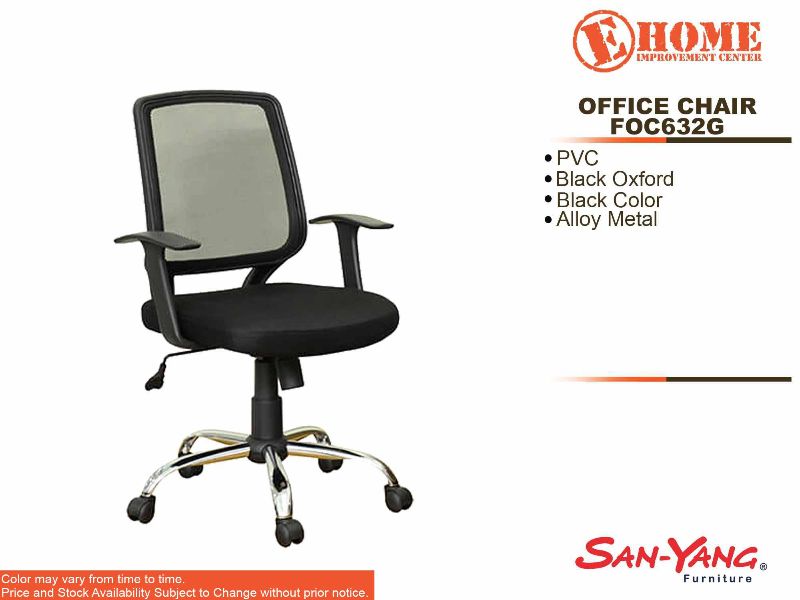 E HOME
IMPROVEMENT CENTER
OFFICE CHAIR
FOC632G
• PVC
• Black Oxford
• Black Color
• Alloy Metal
SAN-YANG®
Furniture
Color may vary from time to time.
Price and Stock Availability Subject to Change without prior notice.